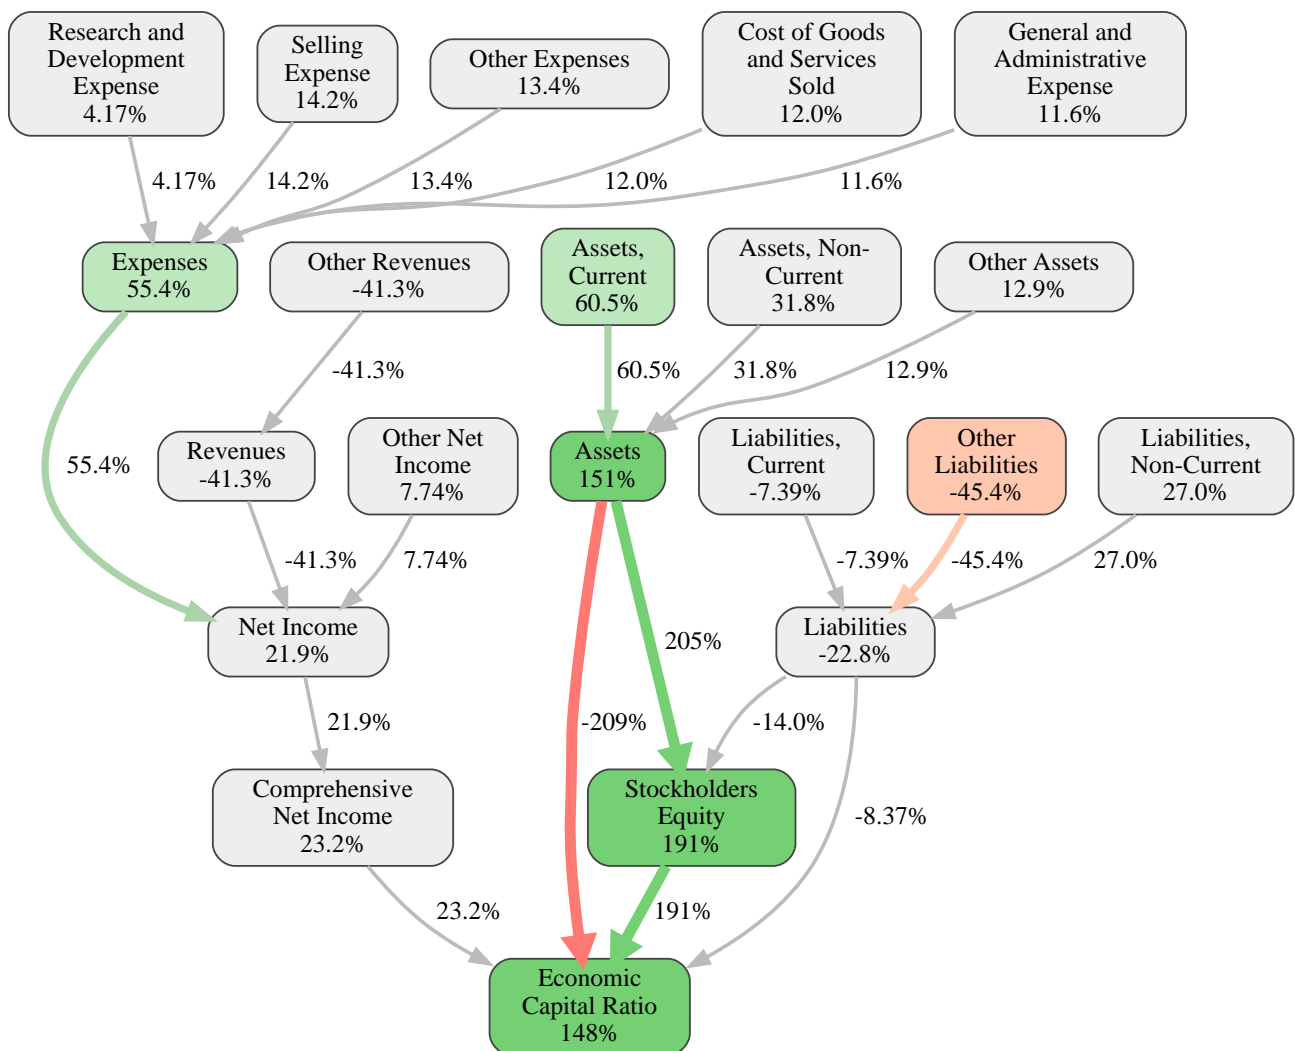 Research and
Development
Expense
4.17%
Selling
Expense
14.2%
Other Expenses
13.4%
Cost of Goods
and Services
Sold
12.0%
General and
Administrative
Expense
11.6%
4.17%
14.2%
13.4%
12.0%
11.6%
Expenses
55.4%
Other Revenues
-41.3%
Assets,
Current
60.5%
Assets, Non-
Current
31.8%
Other Assets
12.9%
-41.3%
60.5%
31.8%
12.9%
55.4%
Revenues
-41.3%
Other Net
Income
7.74%
Assets
151%
Liabilities,
Current
-7.39%
Other
Liabilities
-45.4%
Liabilities,
Non-Current
27.0%
-41.3%
7.74%
-7.39%
-45.4%
27.0%
Net Income
21.9%
205%
Liabilities
-22.8%
21.9%
-209%
-14.0%
Comprehensive
Net Income
23.2%
Stockholders
Equity
191%
-8.37%
23.2%
191%
Economic
Capital Ratio
148%